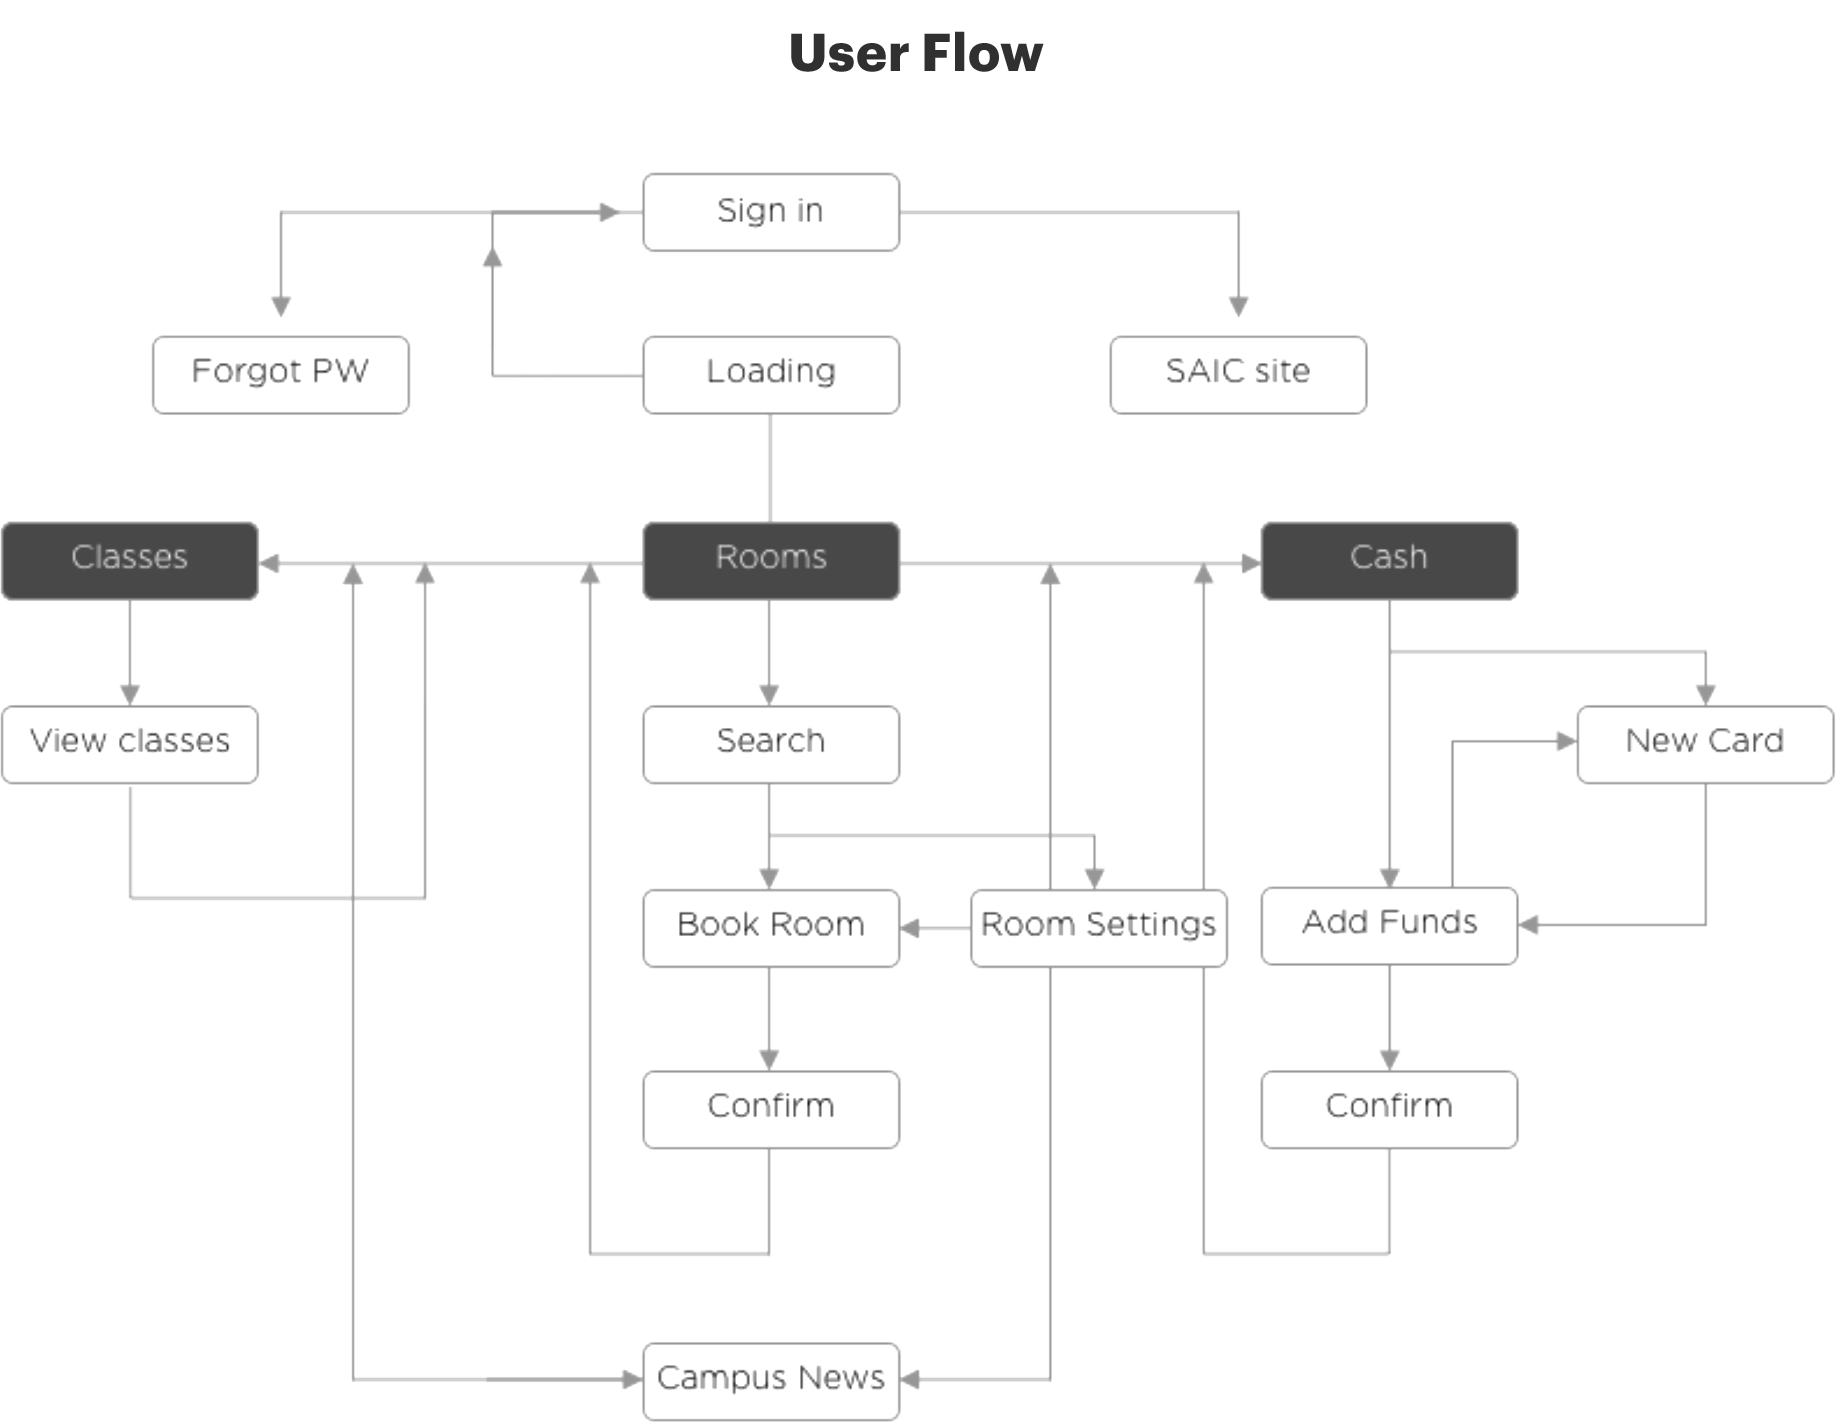 User Flow
Sign in
Forgot PW
Loading
SAIC site
Classes
Rooms
Cash
View classes
Search
New Card
Book Room
Room Settings
Add Funds
Confirm
Confirm
Campus News